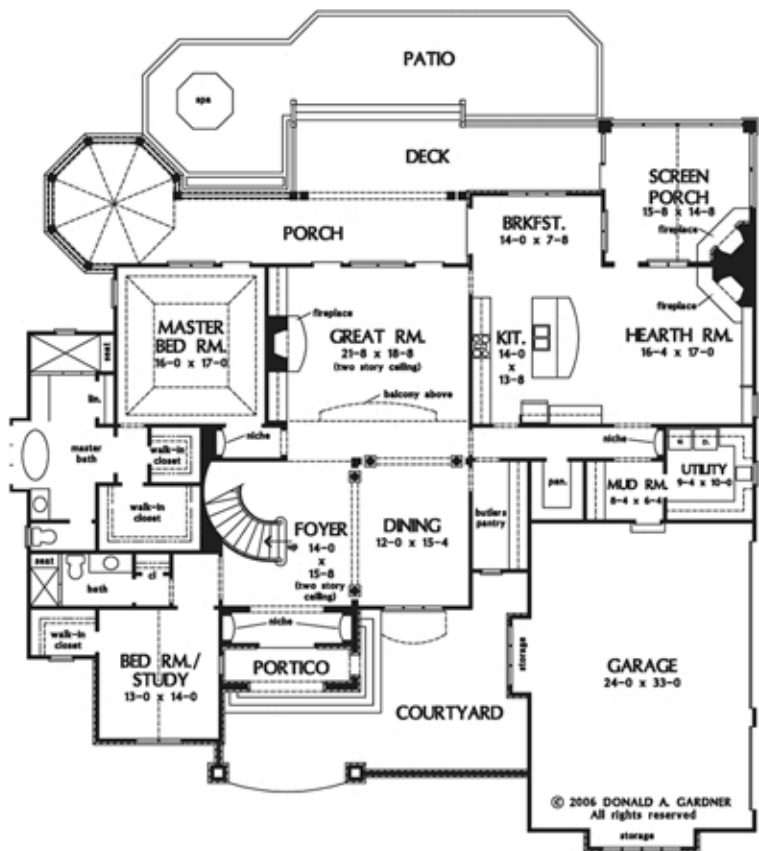 PATIO
spa
DECK
SCREEN
PORCH
15-8 x 14-8
fireplace
BRKFST.
14-0 x 7-8
PORCH
fireplace
fireplace
MASTER
BED RM.
16-0 x 17-0
GREAT RM.
21-8 x 18-8
(two story ceiling)
KIT.
14-0
x
13-8
HEARTH RM.
16-4 x 17-0
seat
lin.
balcony above
master
bath
walk-in
closet
niche
niche
D.
UTILITY
9-4 x 10-0
pan.
MUD RM.
8-4 x 6-4
walk-in
closet
butlers
pantry
FOYER
14-0
x
15-8
(two story
ceiling)
up
DINING
12-0 x 15-4
seat
bath
cl
niche
walk-in
closet
BED RM./
STUDY
13-0 x 14-0
PORTICO
storage
GARAGE
24-0 x 33-0
COURTYARD
© 2006 DONALD A. GARDNER
All rights reserved
storage